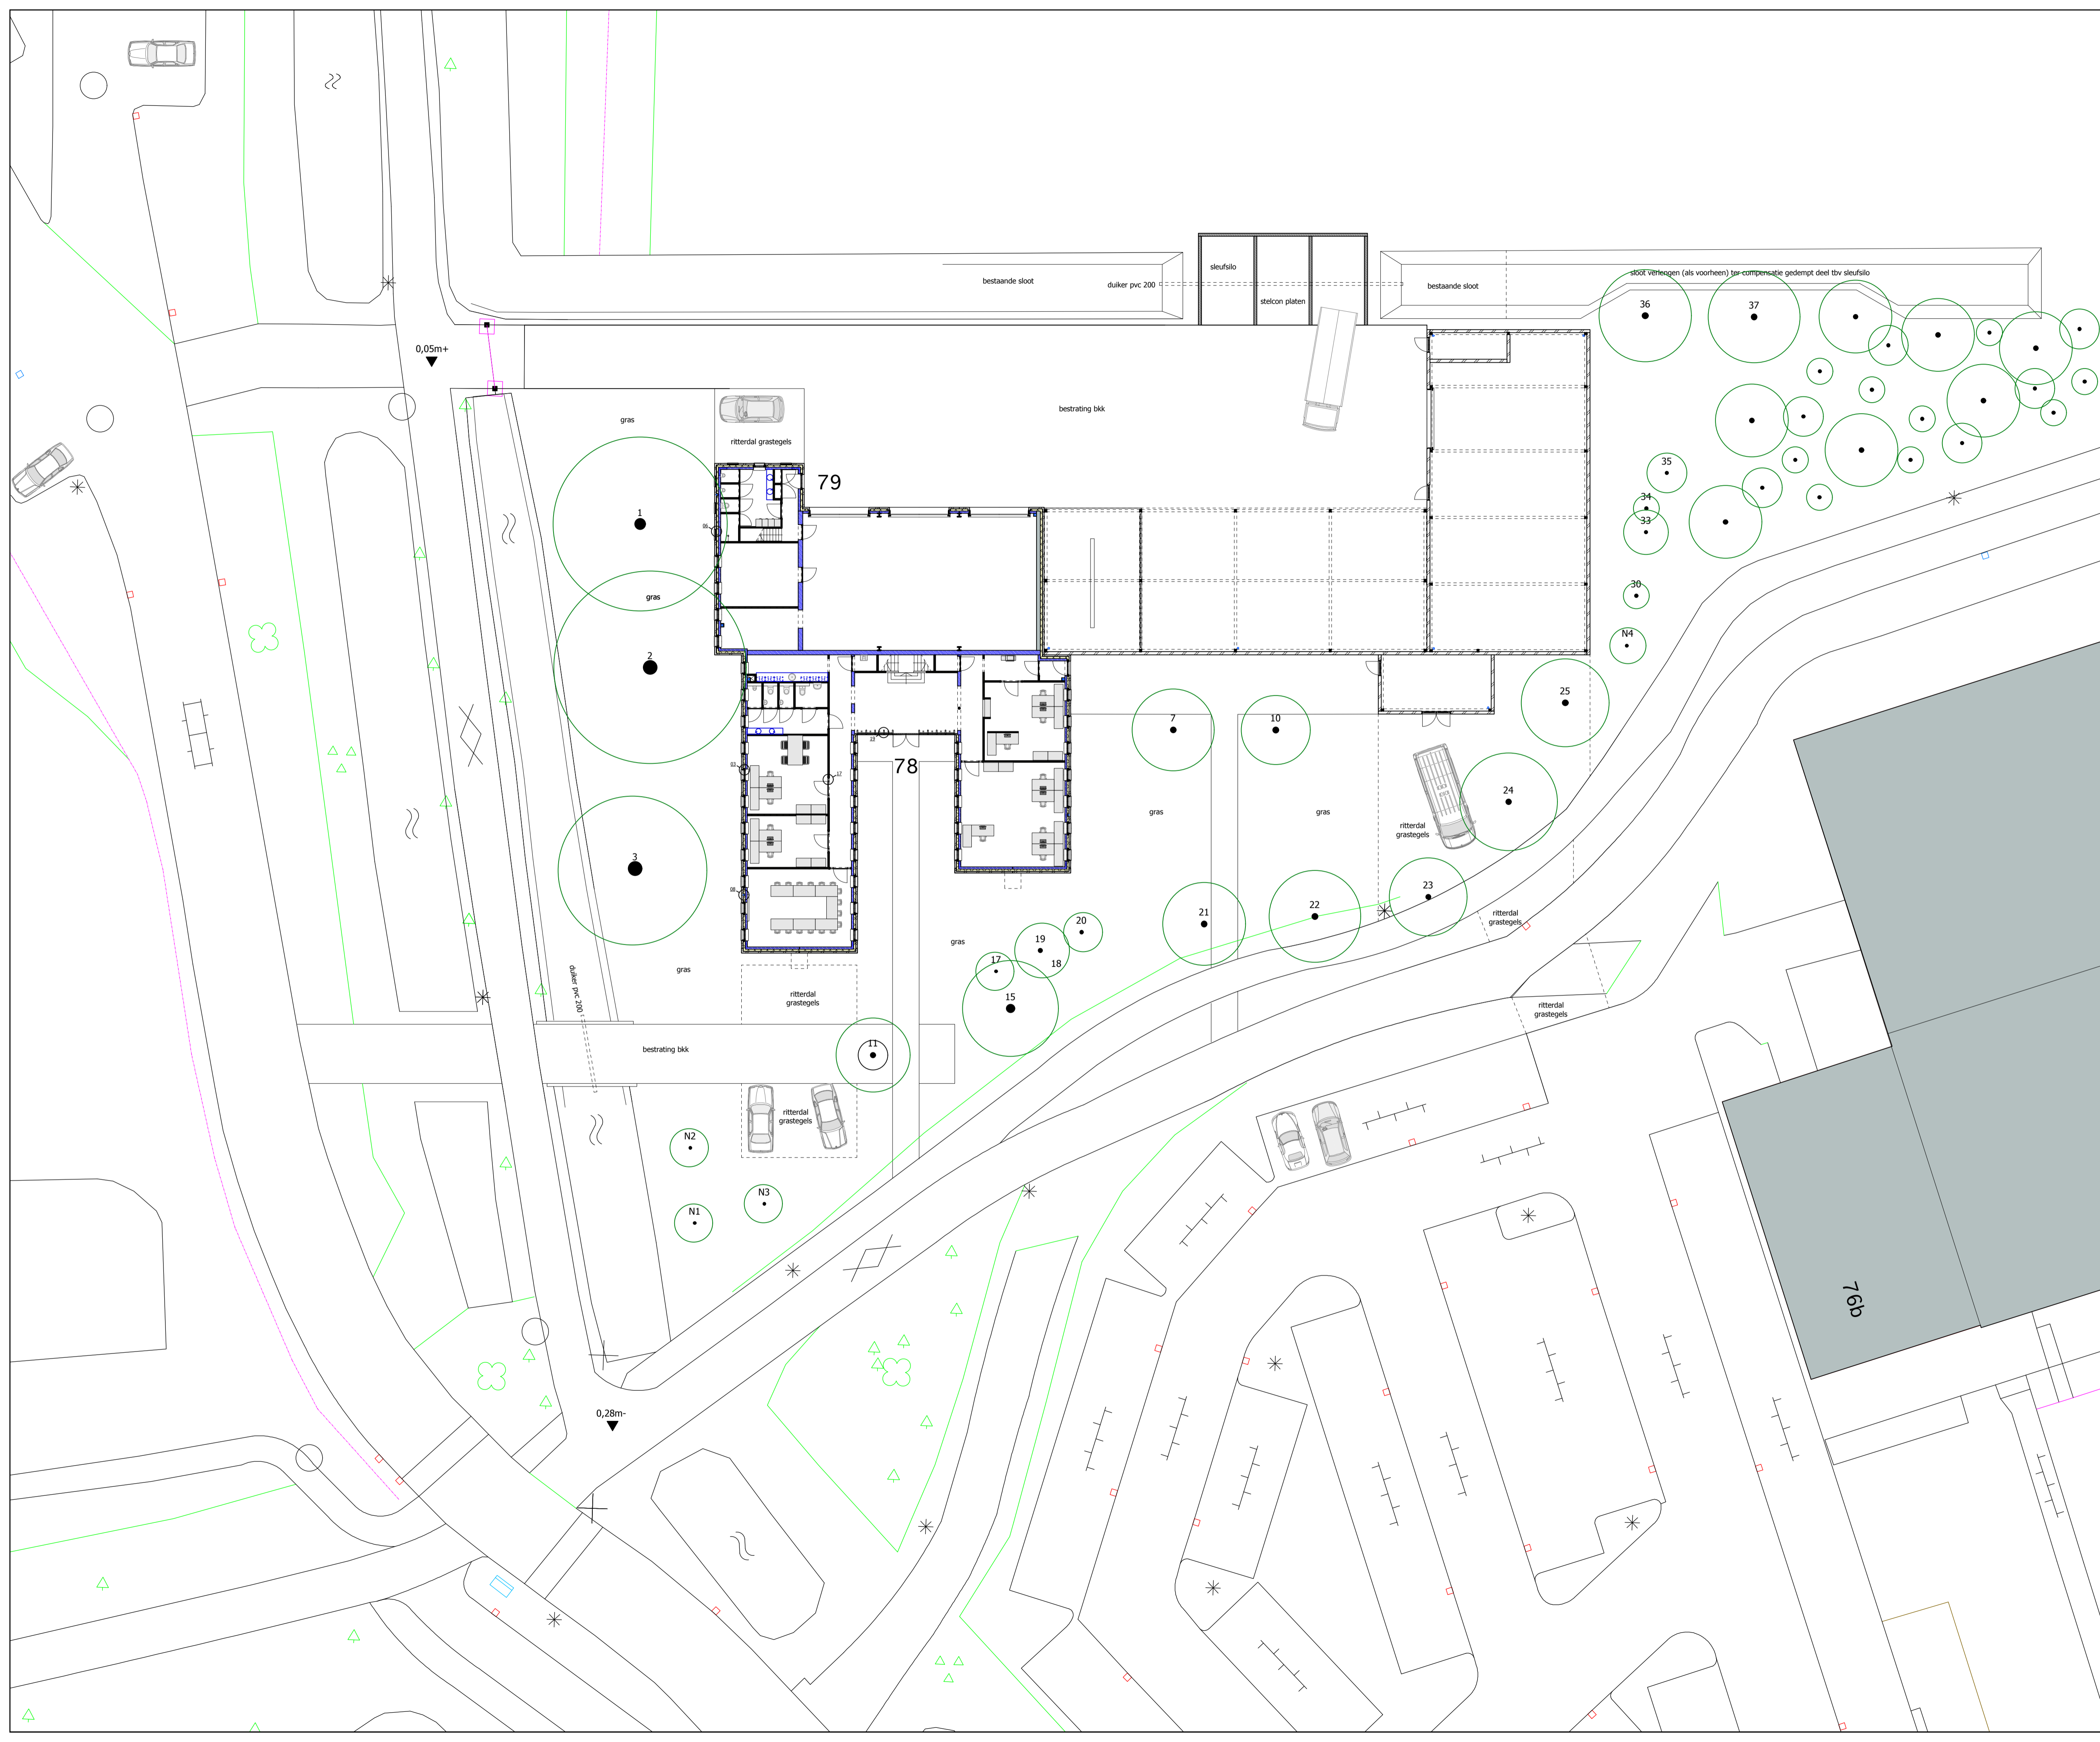 sleufsilo
sloot verlengen (als voorheen) ter compensatie gedempt deel tbv sleufsilo
bestaande sloot
duiker pvc 200
bestaande sloot
stelcon platen
36
37
0,05m+
bestrating bkk
gras
ritterdal grastegels
79
35
34
33
1
30
gras
N4
2
25
7
10
78
24
gras
gras
ritterdal
grastegels
3
23
22
21
20
ritterdal
grastegels
19
18
17
gras
gras
duiker pvc 200
ritterdal
grastegels
15
ritterdal
grastegels
11
bestrating bkk
ritterdal
grastegels
N2
N3
N1
76b
0,28m-